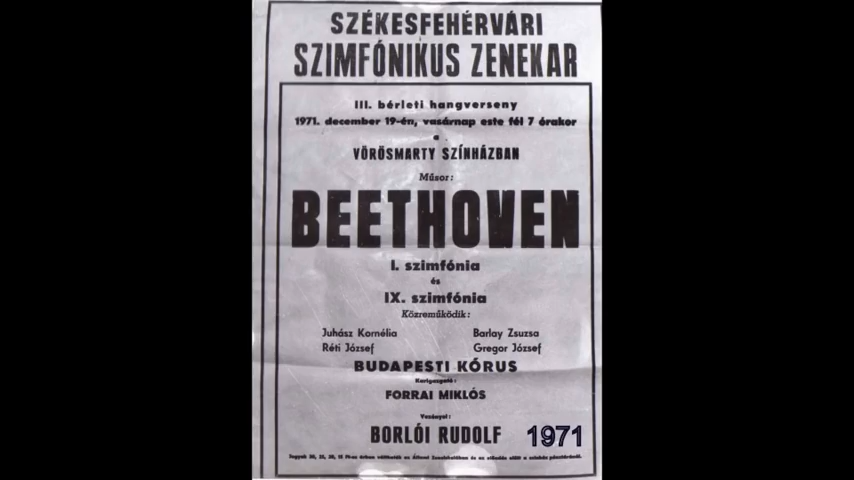 SZÉKESFEHÉRVÁRI
SZIMFÓNIKUS ZENEKAR
III. bérleti hangverseny
1971. december 19-én, vasárnap este fél 7 órakor
a
VÖRÖSMARTY SZÍNHÁZBAN
Műsor:
BEETHOVEN
I. szimfónia
és
IX. szimfónia
Közreműködik:
Juhász Kornélia Barlay Zsuzsa
Réti József Gregor József
BUDAPESTI KÓRUS
Karigazgató:
FORRAI MIKLÓS
Vezényel:
BORLÓI RUDOLF
1971